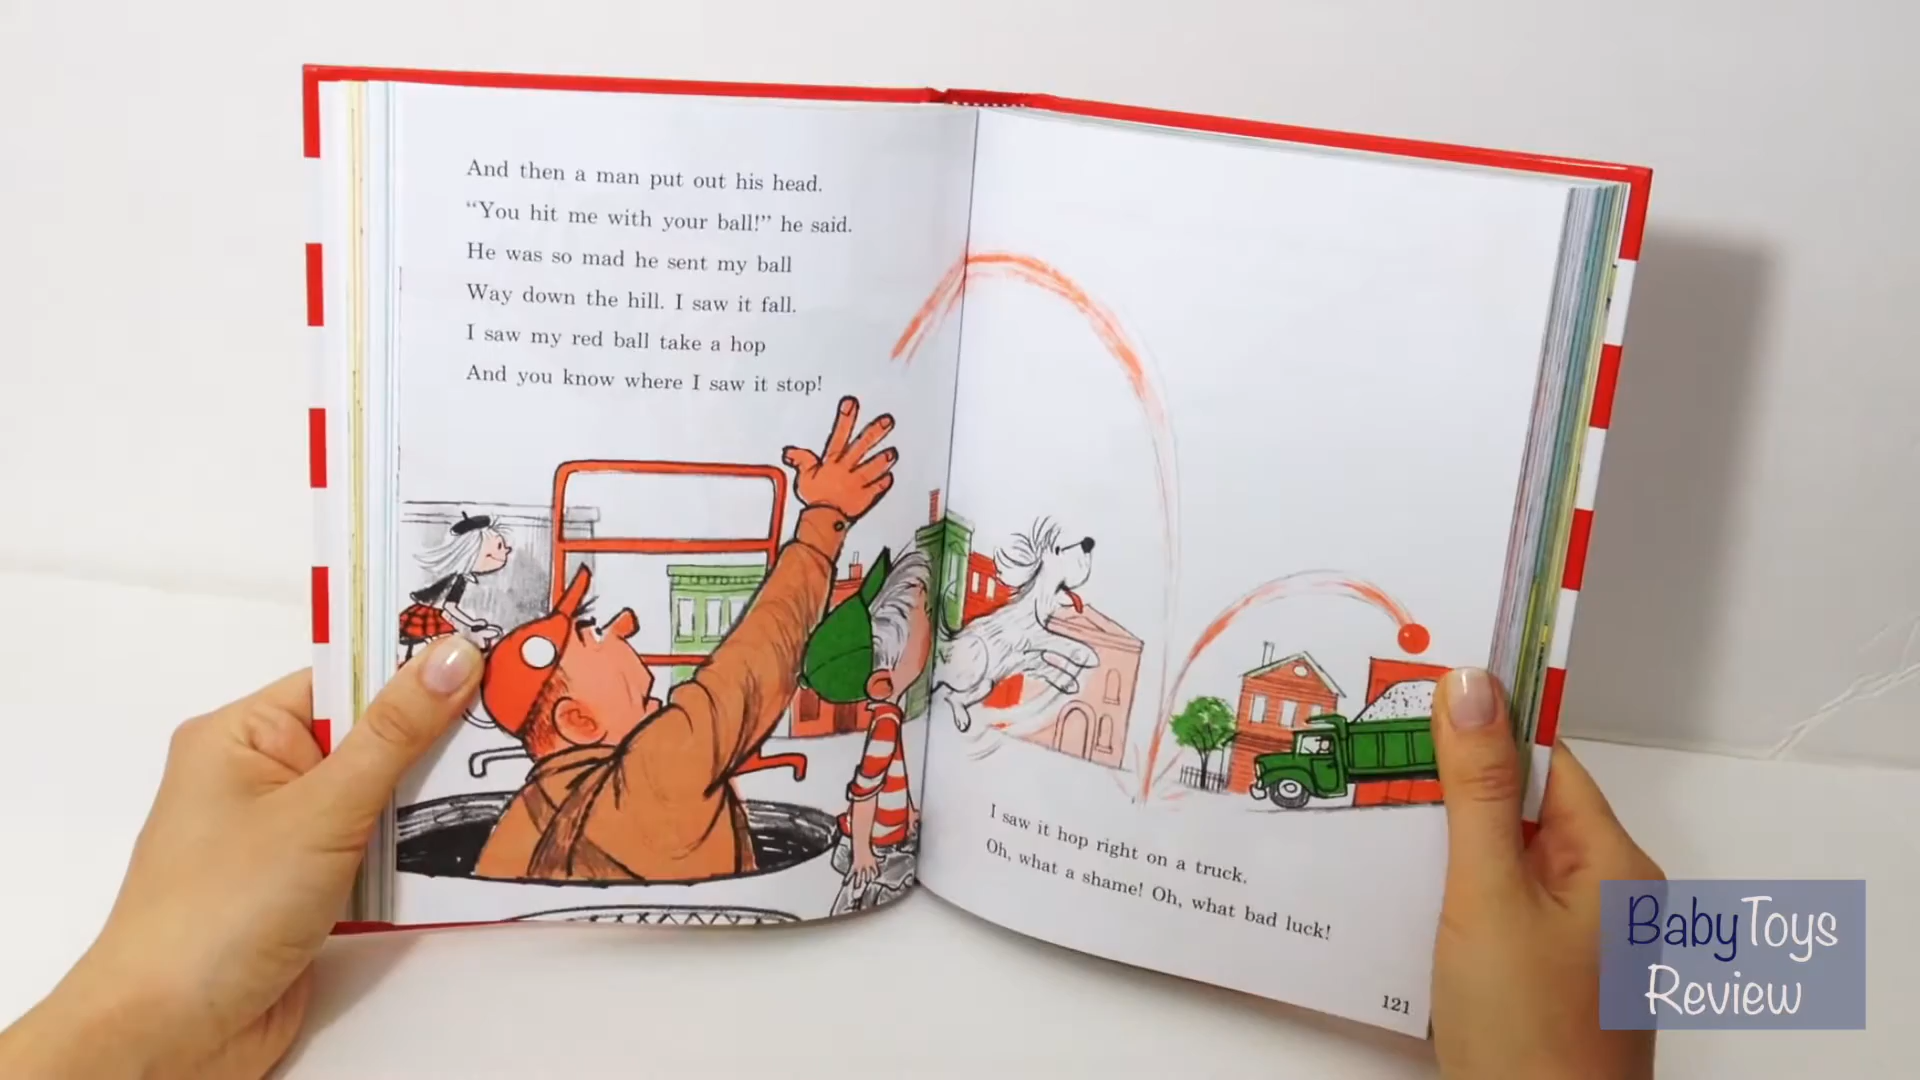 And then a man put out his head.
“You hit me with your ball!” he said.
He was so mad he sent my ball
Way down the hill. I saw it fall.
I saw my red ball take a hop
And you know where I saw it stop!
I saw it hop right on a truck.
Oh, what a shame! Oh, what bad luck!
121
BabyToys
Review